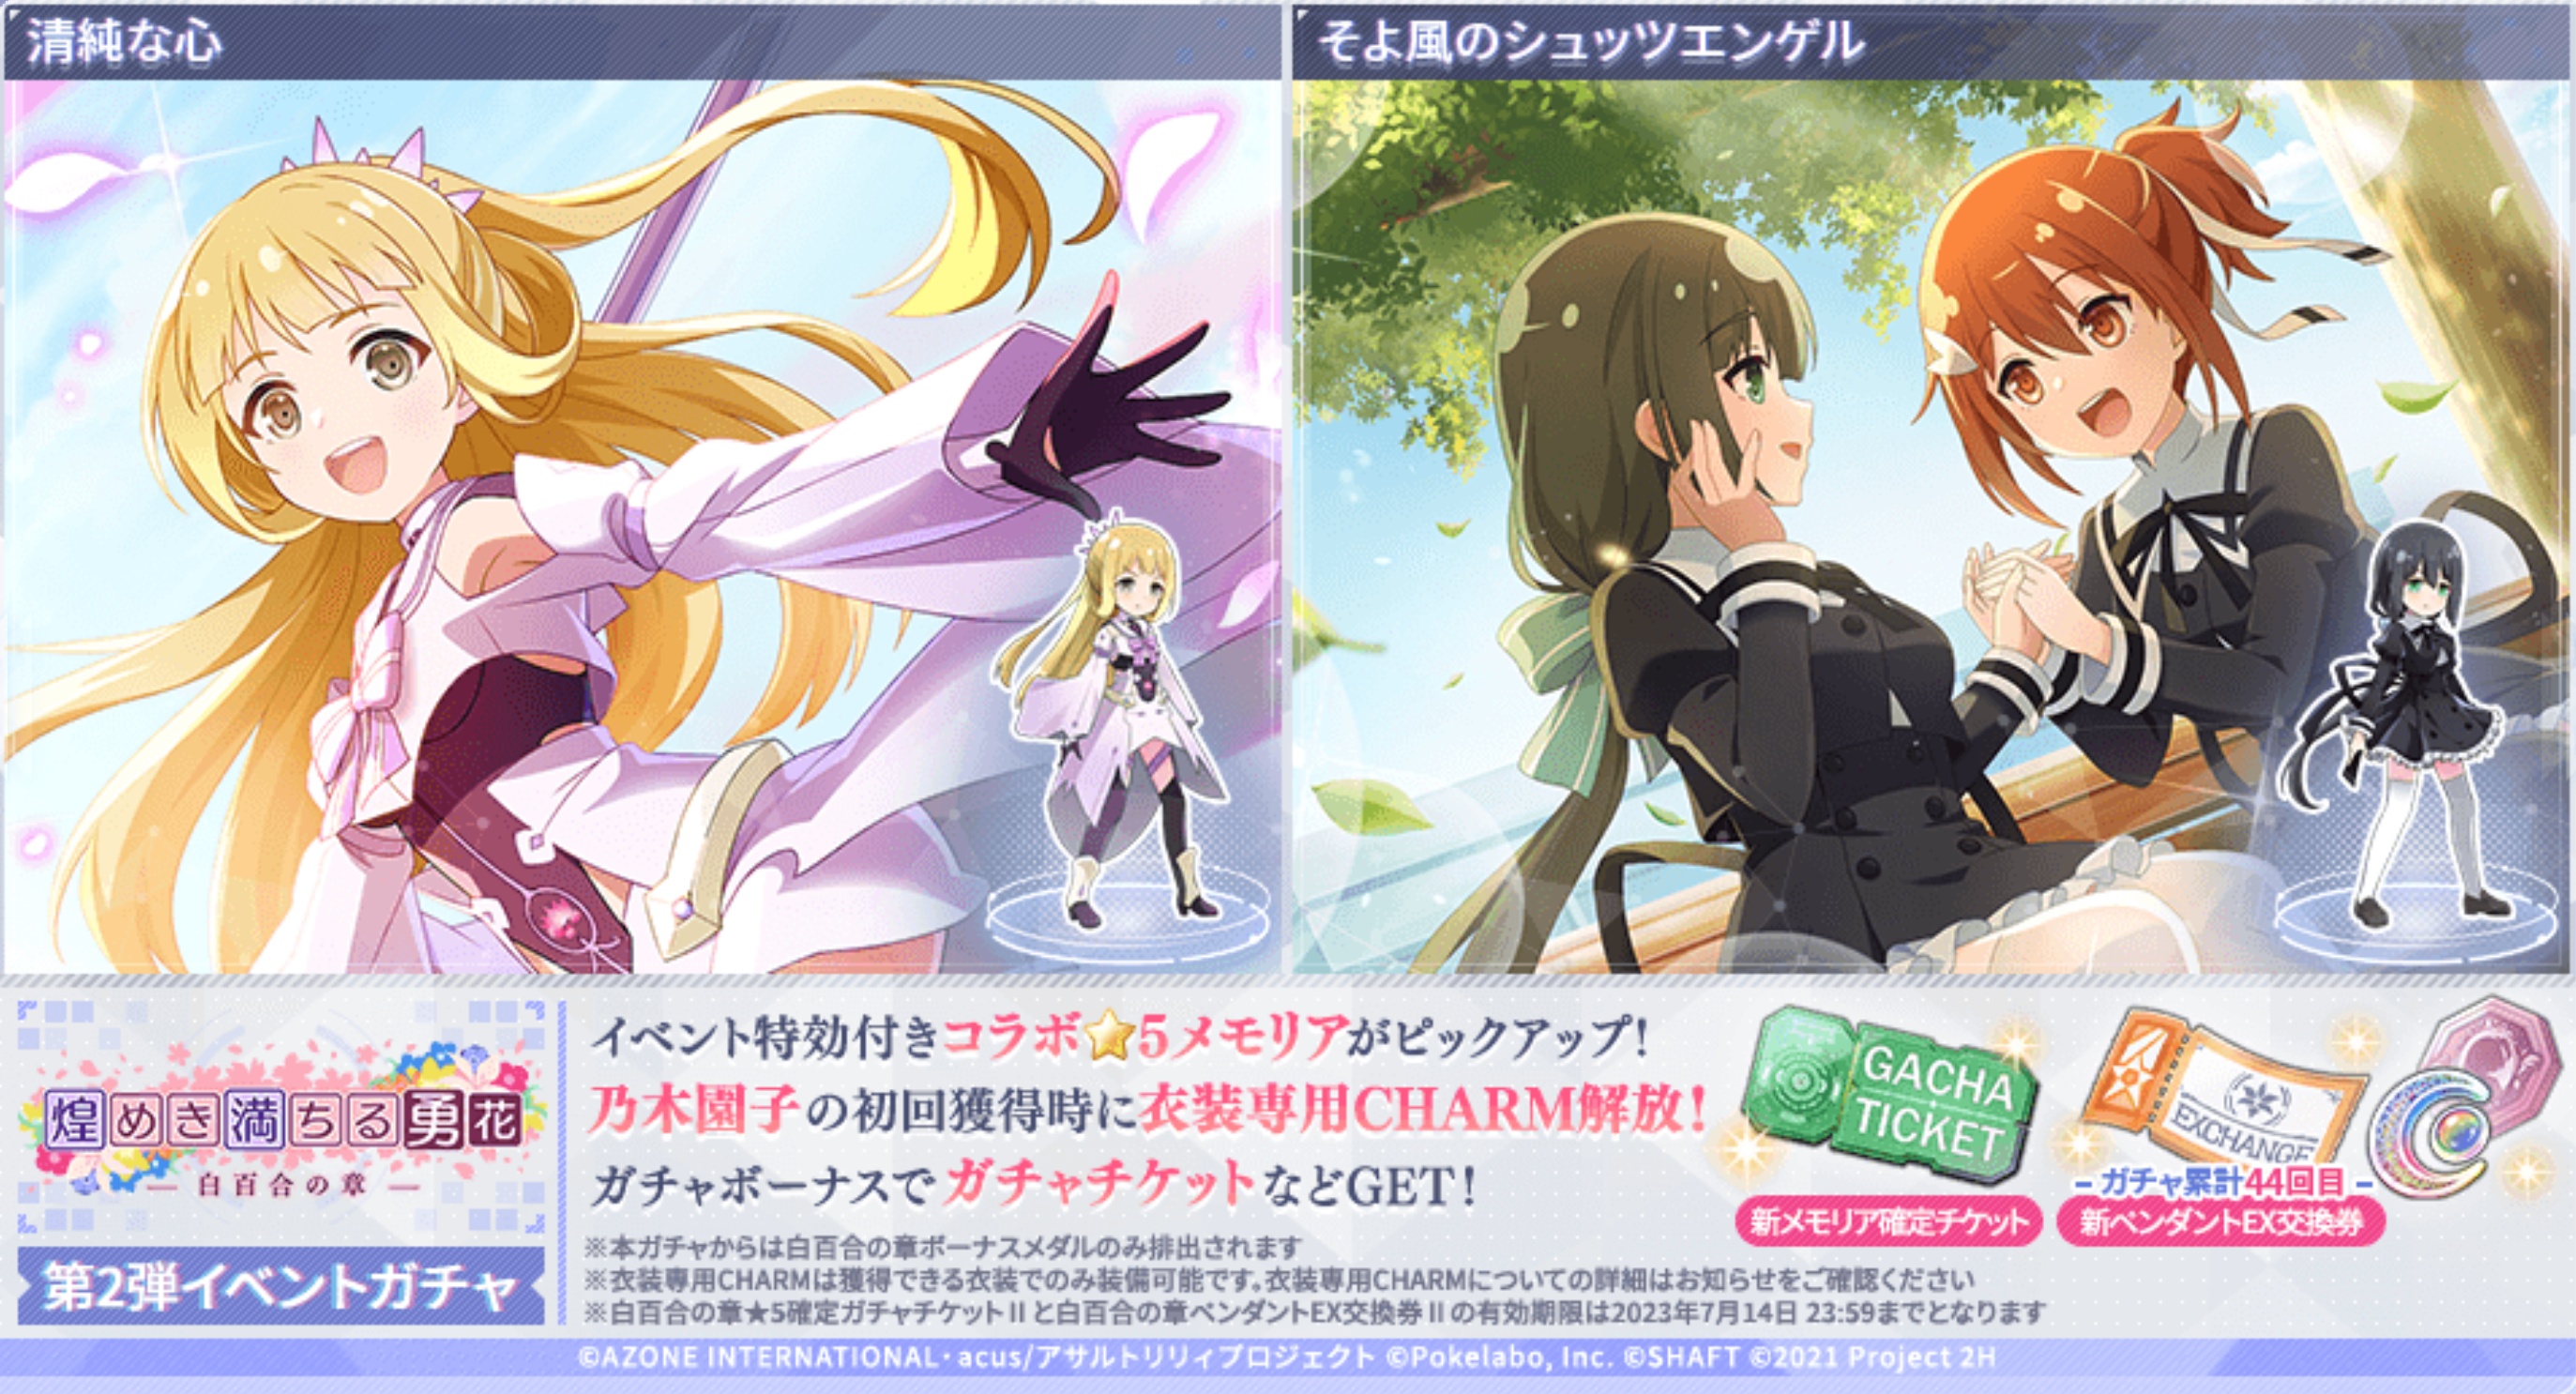 清純な心
そよ風のシュッツエンゲル
煌めき満ちる勇花
― 白百合の章 ―
第2弾イベントガチャ
イベント特効付きコラボ★5メモリアがピックアップ!
乃木園子の初回獲得時に衣装専用CHARM解放!
ガチャボーナスでガチャチケットなどGET!
※本ガチャからは白百合の章ボーナスメダルのみ排出されます
※衣装専用CHARMは獲得できる衣装でのみ装備可能です。衣装専用CHARMについての詳細はお知らせをご確認ください
※白百合の章★5確定ガチャチケットⅡと白百合の章ペンダントEX交換券Ⅱの有効期限は2023年7月14日 23:59までとなります
GACHA
TICKET
新メモリア確定チケット
EXCHANGE
– ガチャ累計44回目 –
新ペンダントEX交換券
©AZONE INTERNATIONAL・acus/アサルトリリィプロジェクト ©Pokelabo, Inc. ©SHAFT ©2021 Project 2H